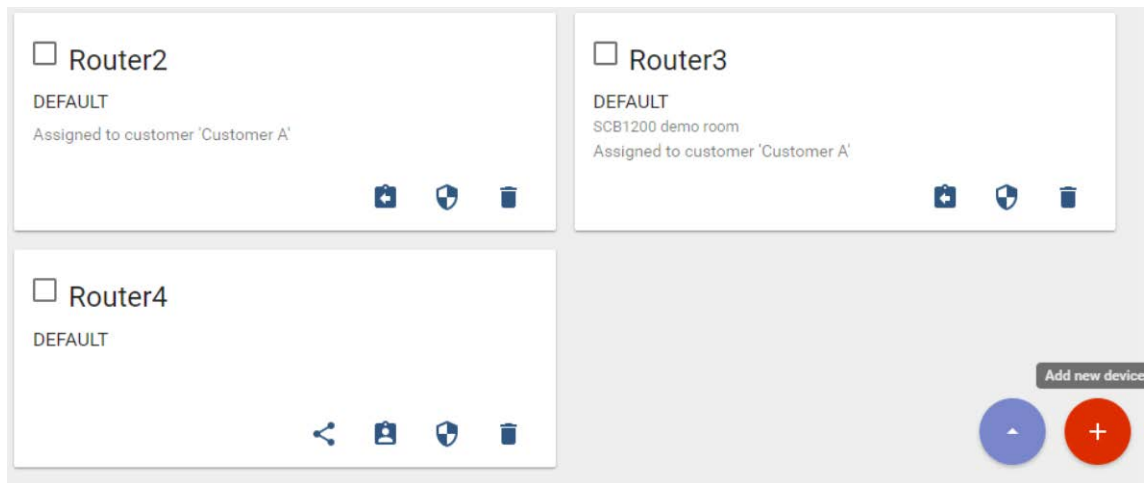 Router2
DEFAULT
Assigned to customer 'Customer A'
Router3
DEFAULT
SCB1200 demo room
Assigned to customer 'Customer A'
Router4
DEFAULT
Add new device